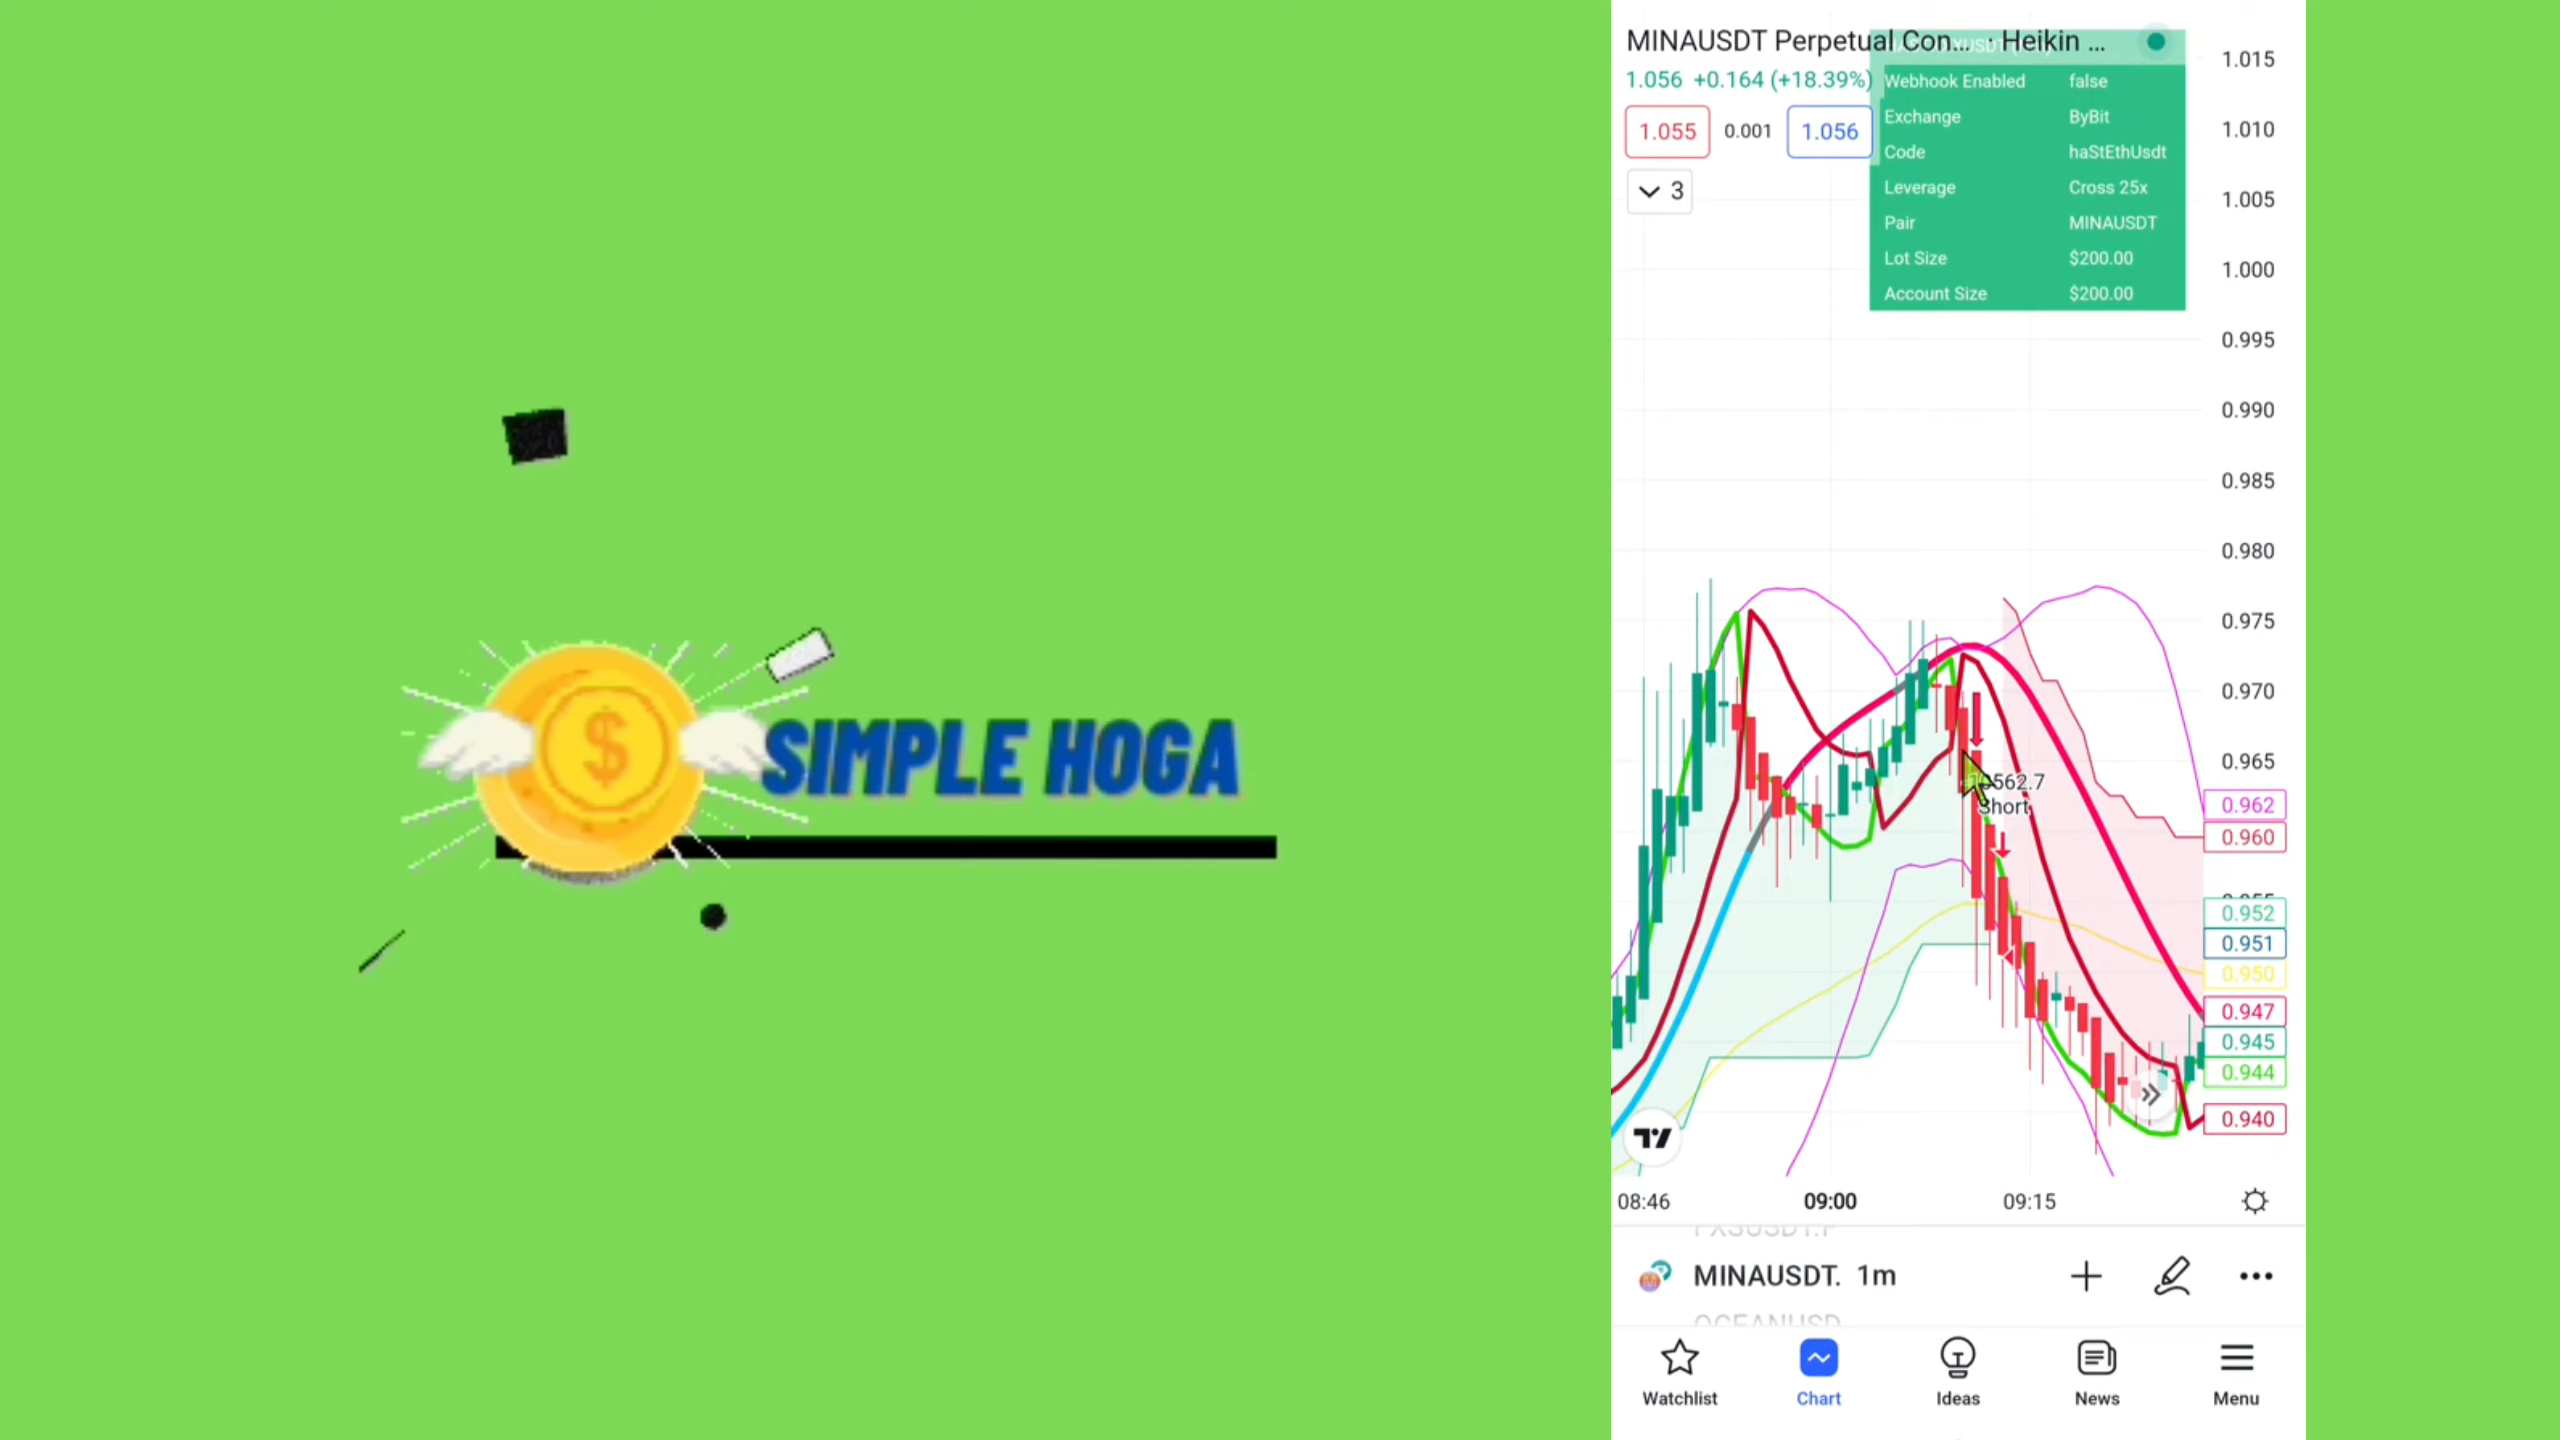 SIMPLE HOGA
$
MINAUSDT Perpetual Con... · Heikin ...
1.056 +0.164 (+18.39%)
1.055 0.001 1.056
3
Webhook Enabled false
Exchange ByBit
Code haStEthUsdt
Leverage Cross 25x
Pair MINAUSDT
Lot Size $200.00
Account Size $200.00
1.015
1.010
1.005
1.000
0.995
0.990
0.985
0.980
0.975
0.970
0.965
0.962
0.960
0.952
0.951
0.950
0.947
0.945
0.944
0.940
Short
08:46 09:00 09:15
MINAUSDT. 1m
Watchlist Chart Ideas News Menu